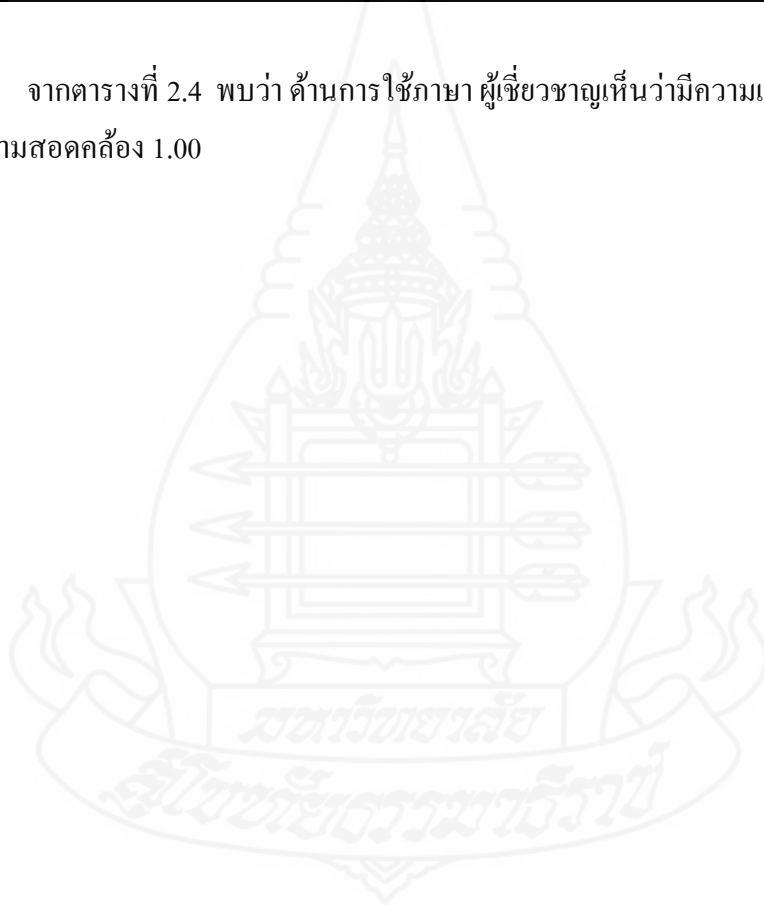 จากตารางที่ 2.4 พบว่า ด้านการใช้ภาษา ผู้เชี่ยวชาญเห็นว่ามีความเ
ามสอดคล้อง 1.00
มหาวิทยาลัย
สุโขทัยธรรมาธิราช